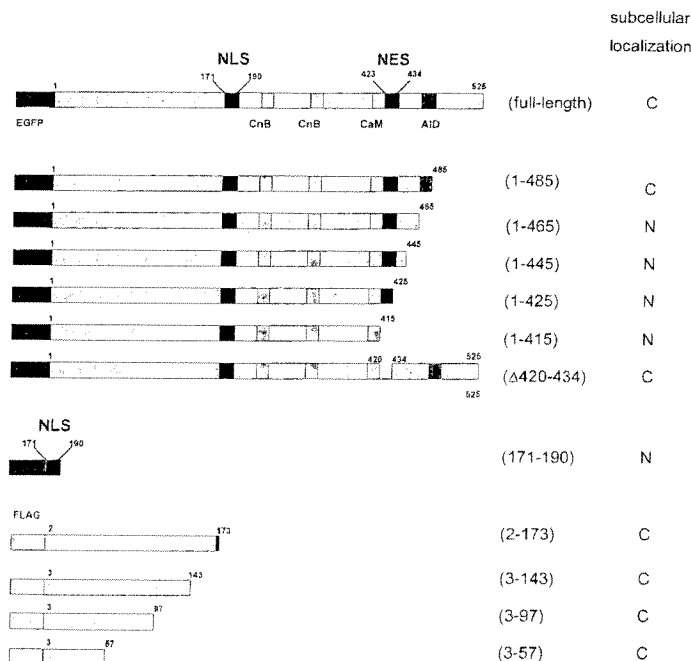 subcellular
localization
NLS NES
1 171 190 423 434 525
(full-length) C
EGFP CnB CnB CaM AID
1 485 (1-485) C
1 465 (1-465) N
1 445 (1-445) N
1 425 (1-425) N
1 415 (1-415) N
1 420 434 525 (Δ420-434) C
525
NLS
171 190
(171-190) N
FLAG
2 173 (2-173) C
3 143 (3-143) C
3 97 (3-97) C
3 57 (3-57) C